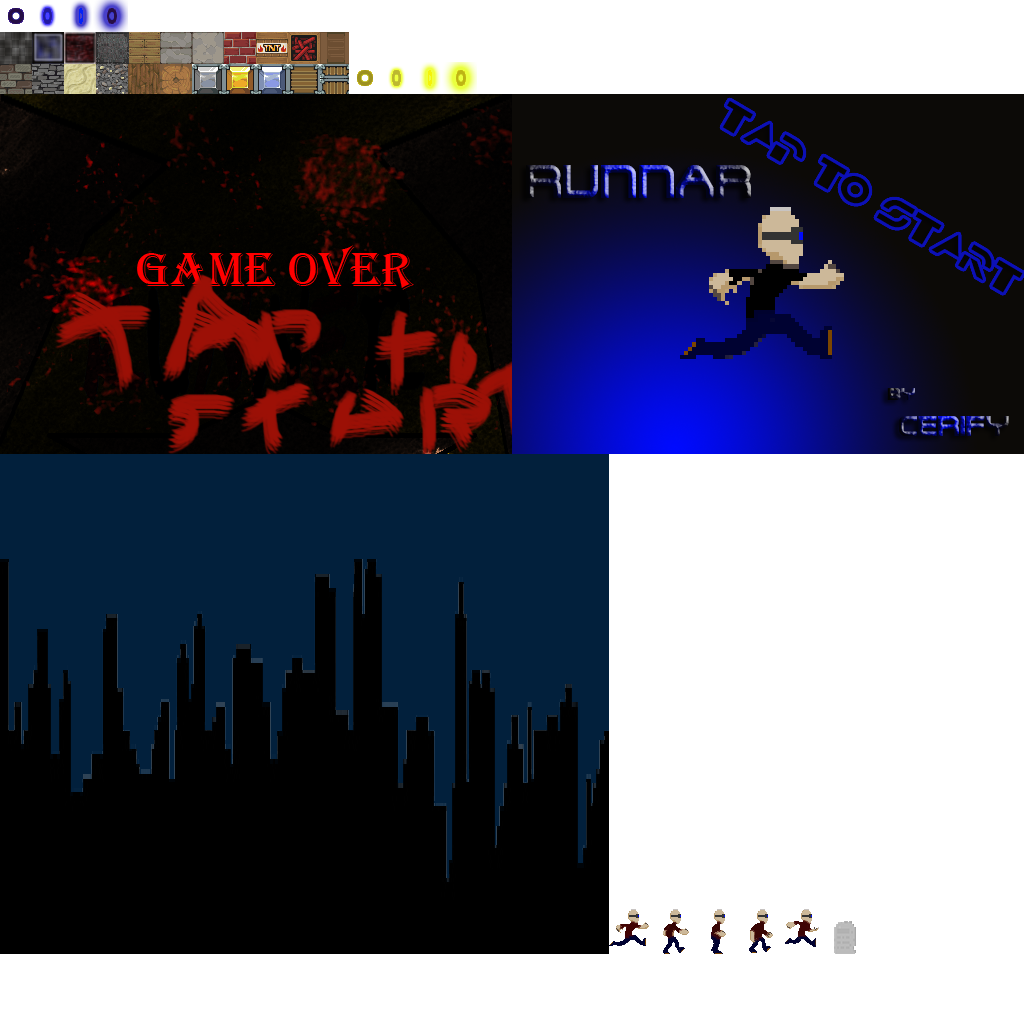 TNT
GAME OVER
TAP to
START
TAP TO START
RUNNAR
BY
CERIFY